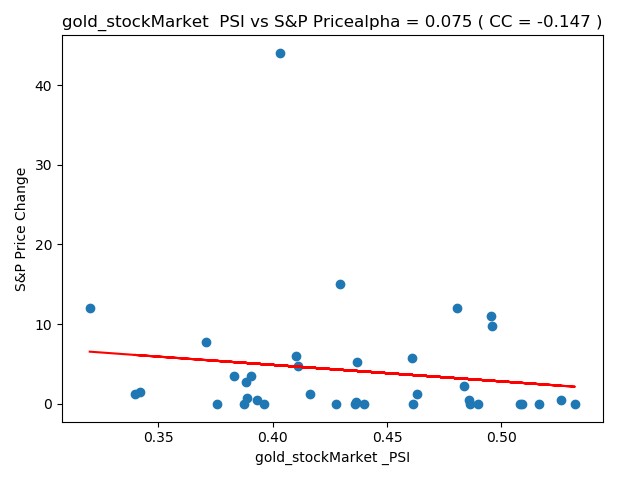 gold_stockMarket  PSI vs S&P Pricealpha = 0.075 ( CC = -0.147 )
S&P Price Change
40
30
20
10
0
0.35 0.40 0.45 0.50
gold_stockMarket _PSI